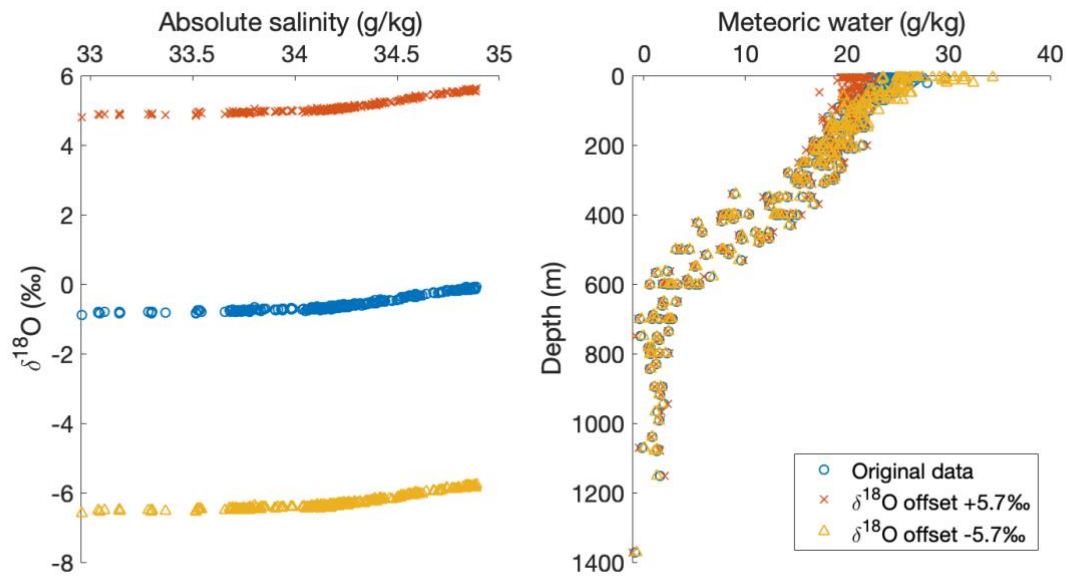 Absolute salinity (g/kg)
33 33.5 34 34.5 35
6
4
2
0
-2
-4
-6
-8
δ18O (‰)
Meteoric water (g/kg)
0 10 20 30 40
0
200
400
600
800
1000
1200
1400
Depth (m)
Original data
δ18O offset +5.7‰
δ18O offset -5.7‰